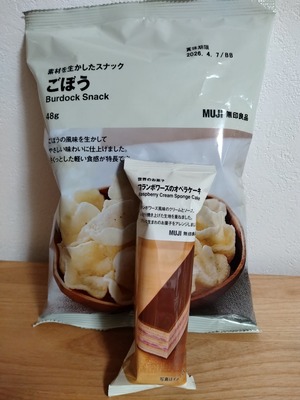 賞味期限
2026. 4. 7/BB
素材を生かしたスナック
ごぼう
Burdock Snack
48g
MUJI 無印良品
ごぼうの風味を生かして
やさしい味わいに仕上げました。
とした軽い食感が特長で
世界のお菓子
フランボワーズのオペラケーキ
Raspberry Cream Sponge Cake
MUJI 無印良品